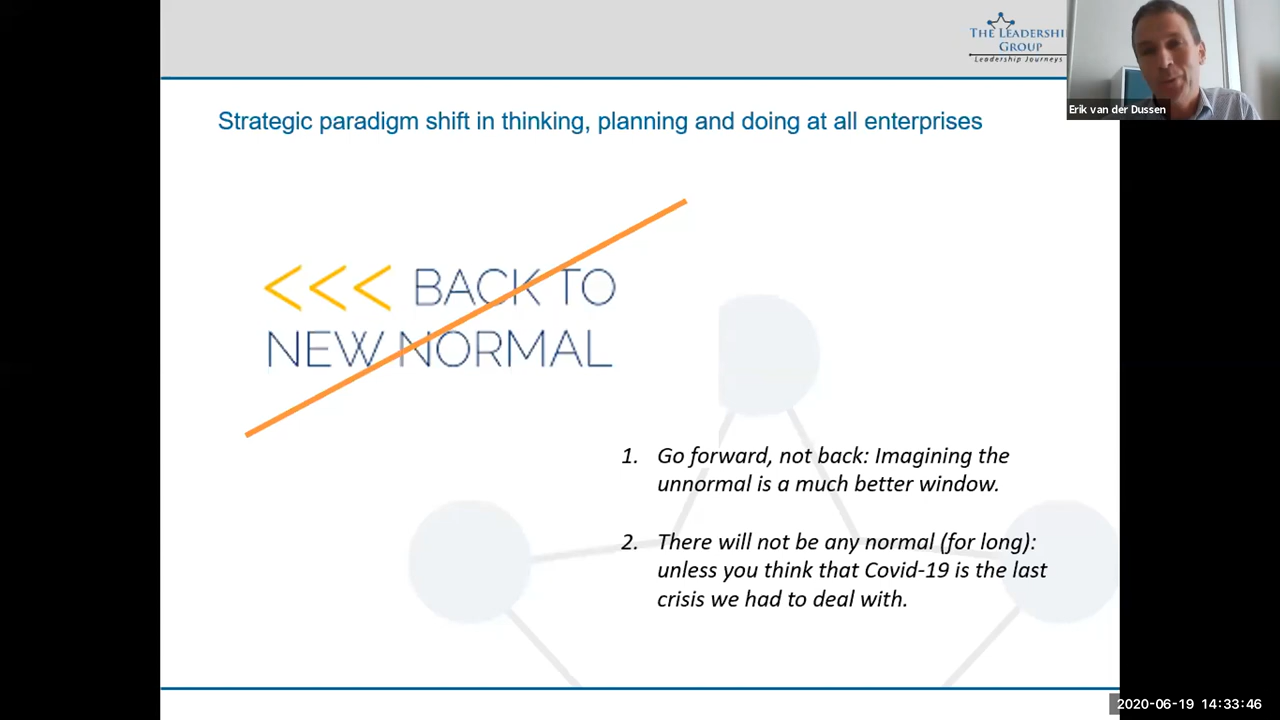 THE LEADERSHI
GROUP
Leadership Journeys
Erik van der Dussen
Strategic paradigm shift in thinking, planning and doing at all enterprises
<<< BACK TO
NEW NORMAL
1. Go forward, not back: Imagining the
unnormal is a much better window.
2. There will not be any normal (for long):
unless you think that Covid-19 is the last
crisis we had to deal with.
2020-06-19 14:33:46